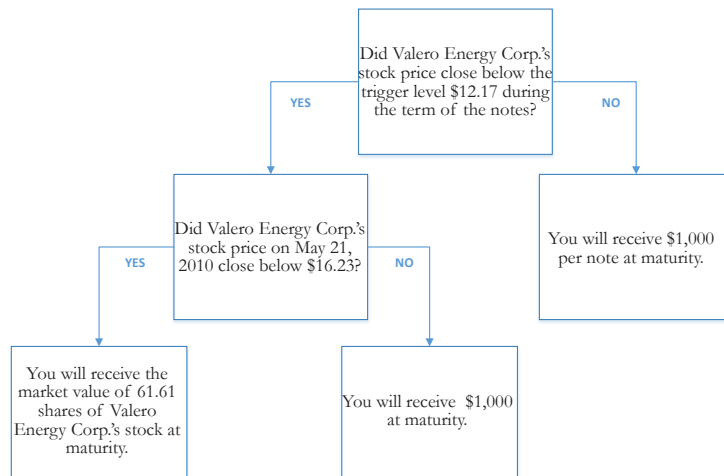 Did Valero Energy Corp.'s
stock price close below the
trigger level $12.17 during
the term of the notes?
YES
NO
Did Valero Energy Corp.'s
stock price on May 21,
2010 close below $16.23?
You will receive $1,000
per note at maturity.
YES
NO
You will receive the
market value of 61.61
shares of Valero
Energy Corp.'s stock at
maturity.
You will receive $1,000
at maturity.